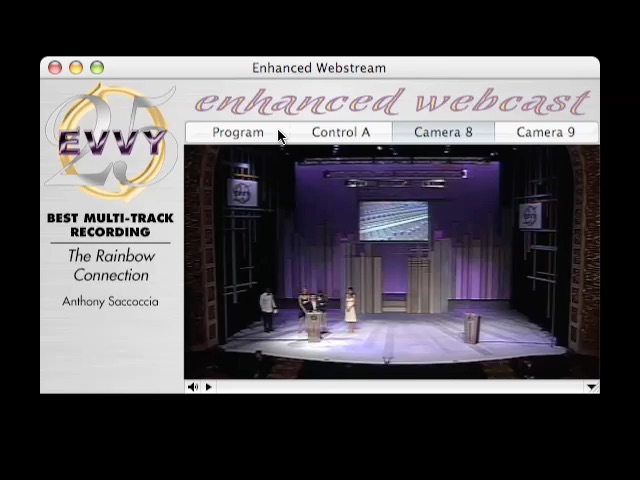 Enhanced Webstream
25
EVVY
enhanced webcast
Program
Control A
Camera 8
Camera 9
BEST MULTI-TRACK
RECORDING
The Rainbow
Connection
Anthony Saccoccia